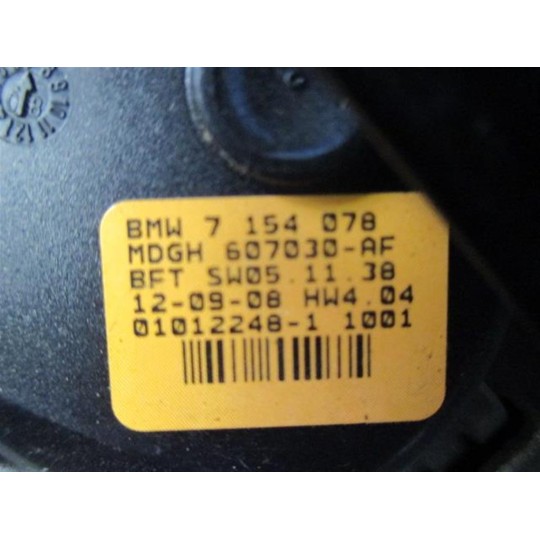 BMW 7 154 078
MDGH 607030-AF
BFT SW05.11.38
12-09-08 HW4.04
01012248-1 1001